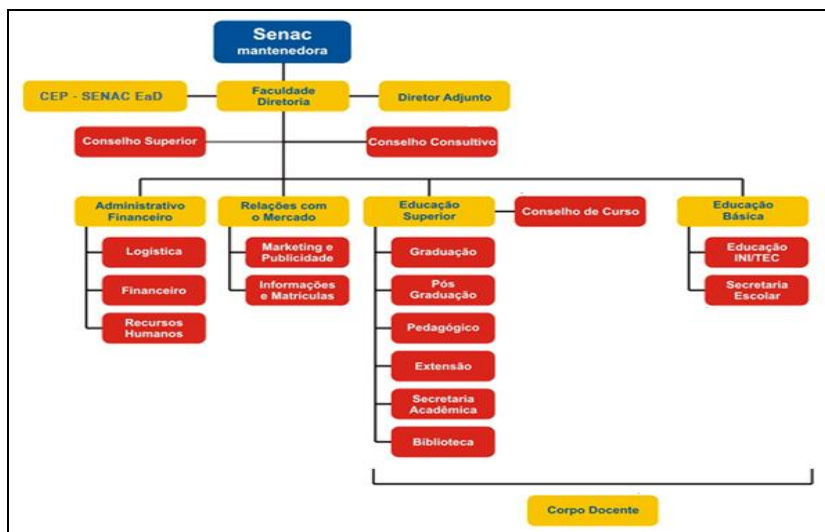 Senac
mantenedora
CEP - SENAC EaD
Faculdade
Diretoria
Diretor Adjunto
Conselho Superior
Conselho Consultivo
Administrativo
Financeiro
Relações com
o Mercado
Educação
Superior
Conselho de Curso
Educação
Básica
Logística
Marketing e
Publicidade
Graduação
Educação
INI/TEC
Financeiro
Informações
e Matrículas
Pós
Graduação
Secretaria
Escolar
Recursos
Humanos
Pedagógico
Extensão
Secretaria
Acadêmica
Biblioteca
Corpo Docente